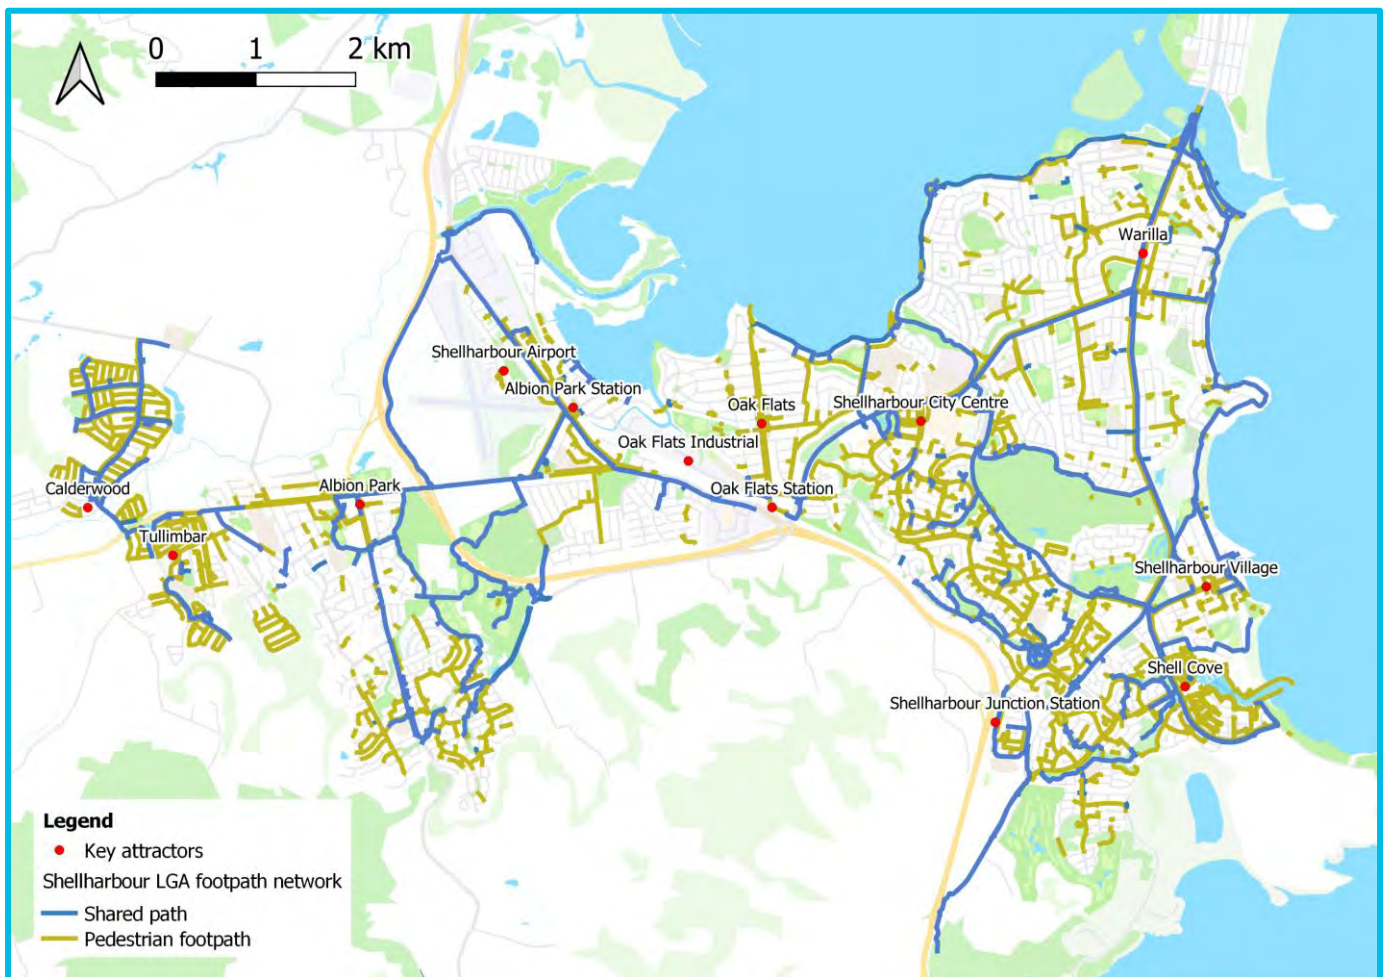 0 1 2 km
Warilla
Shellharbour Airport
Albion Park Station
Oak Flats
Shellharbour City Centre
Oak Flats Industrial
Calderwood
Albion Park
Oak Flats Station
Tullimbar
Shellharbour Village
Shell Cove
Shellharbour Junction Station
Legend
Key attractors
Shellharbour LGA footpath network
Shared path
Pedestrian footpath